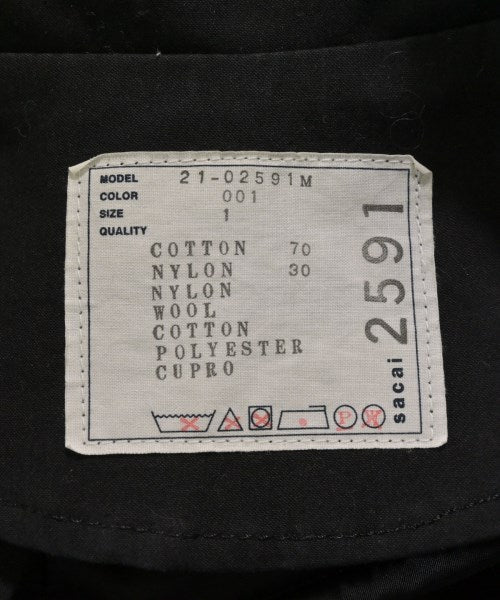 MODEL 21-02591M
COLOR 001
SIZE 1
QUALITY
COTTON 70
NYLON 30
NYLON
WOOL
COTTON
POLYESTER
CUPRO
P W
sacai 2591